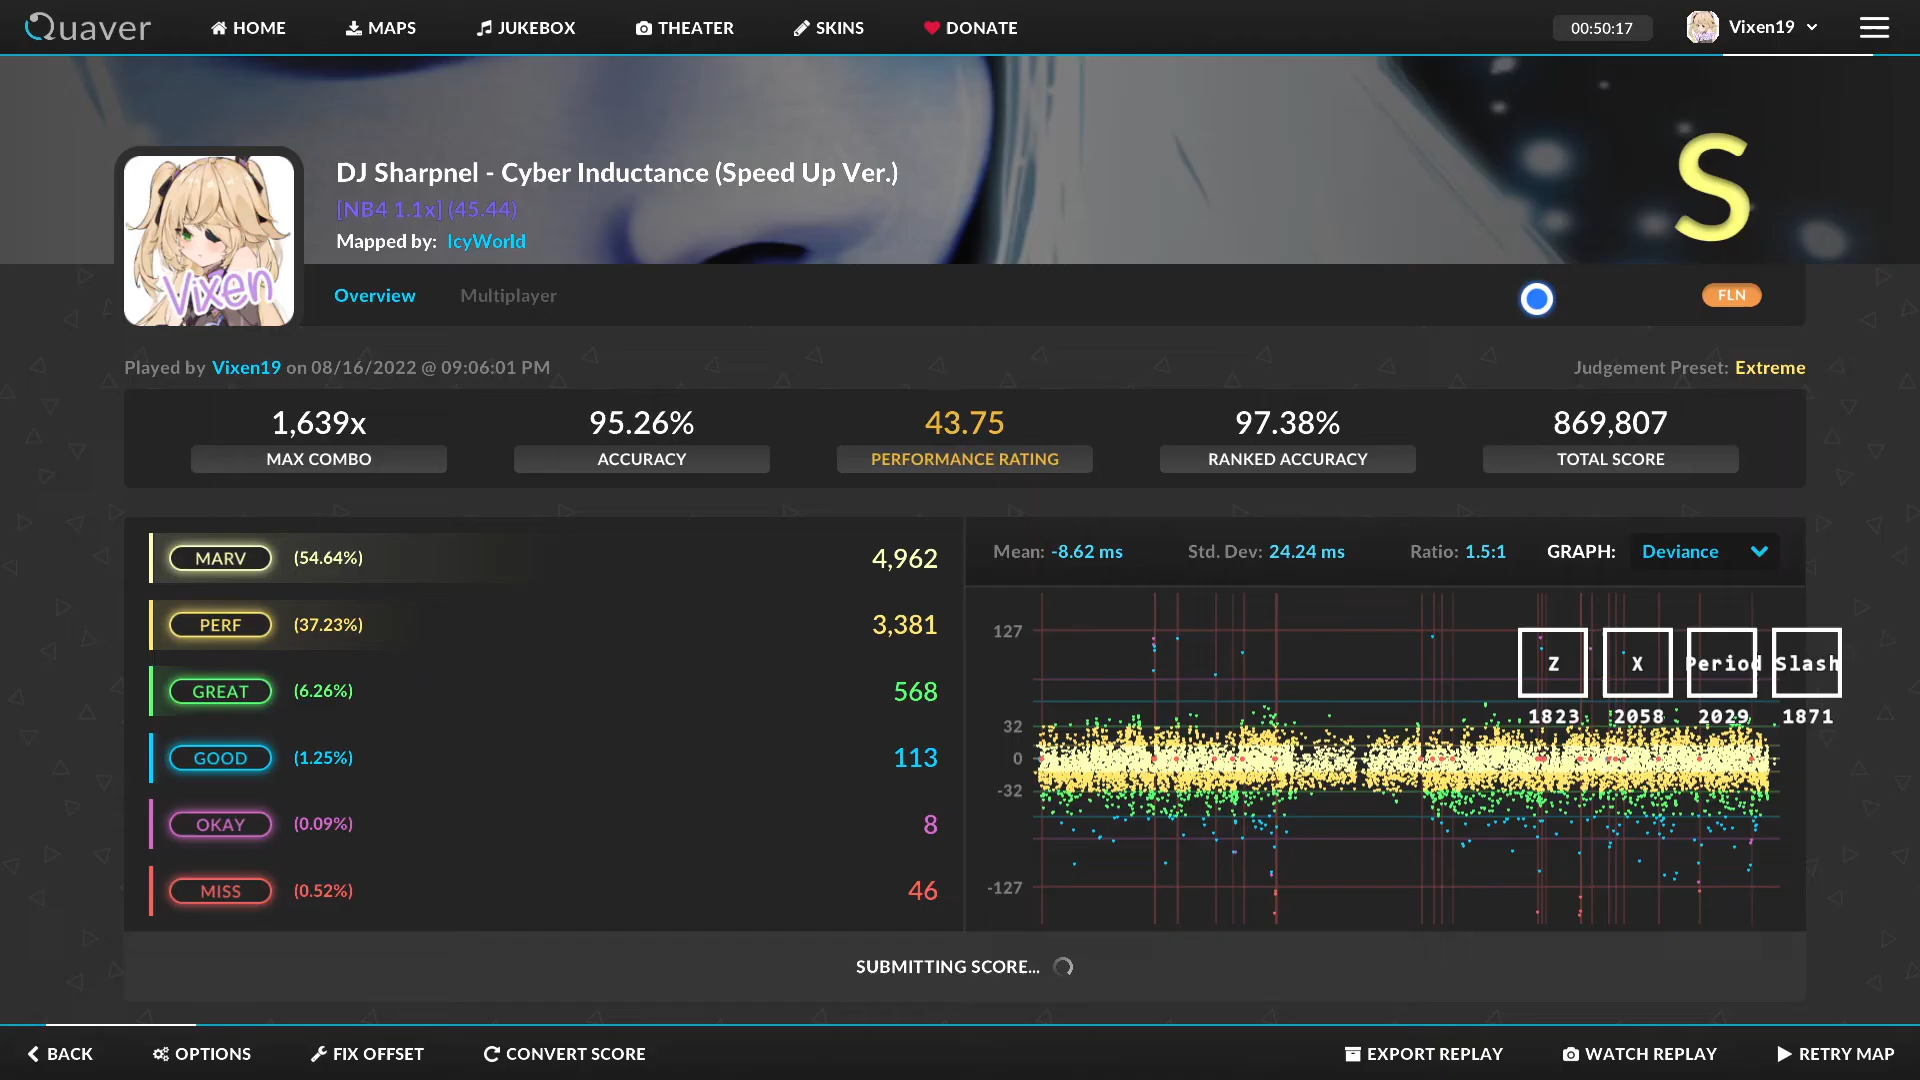 Quaver HOME MAPS JUKEBOX THEATER SKINS DONATE 00:50:17 Vixen19
S
DJ Sharpnel - Cyber Inductance (Speed Up Ver.)
[NB4 1.1x] (45.44)
Mapped by: IcyWorld
Vixen
Overview Multiplayer FLN
Played by Vixen19 on 08/16/2022 @ 09:06:01 PM Judgement Preset: Extreme
1,639x 95.26% 43.75 97.38% 869,807
MAX COMBO ACCURACY PERFORMANCE RATING RANKED ACCURACY TOTAL SCORE
MARV (54.64%) 4,962
PERF (37.23%) 3,381
GREAT (6.26%) 568
GOOD (1.25%) 113
OKAY (0.09%) 8
MISS (0.52%) 46
Mean: -8.62 ms Std. Dev: 24.24 ms Ratio: 1.5:1 GRAPH: Deviance
127
32
0
-32
-127
Z X Period Slash
1823 2058 2029 1871
SUBMITTING SCORE...
BACK OPTIONS FIX OFFSET CONVERT SCORE EXPORT REPLAY WATCH REPLAY RETRY MAP